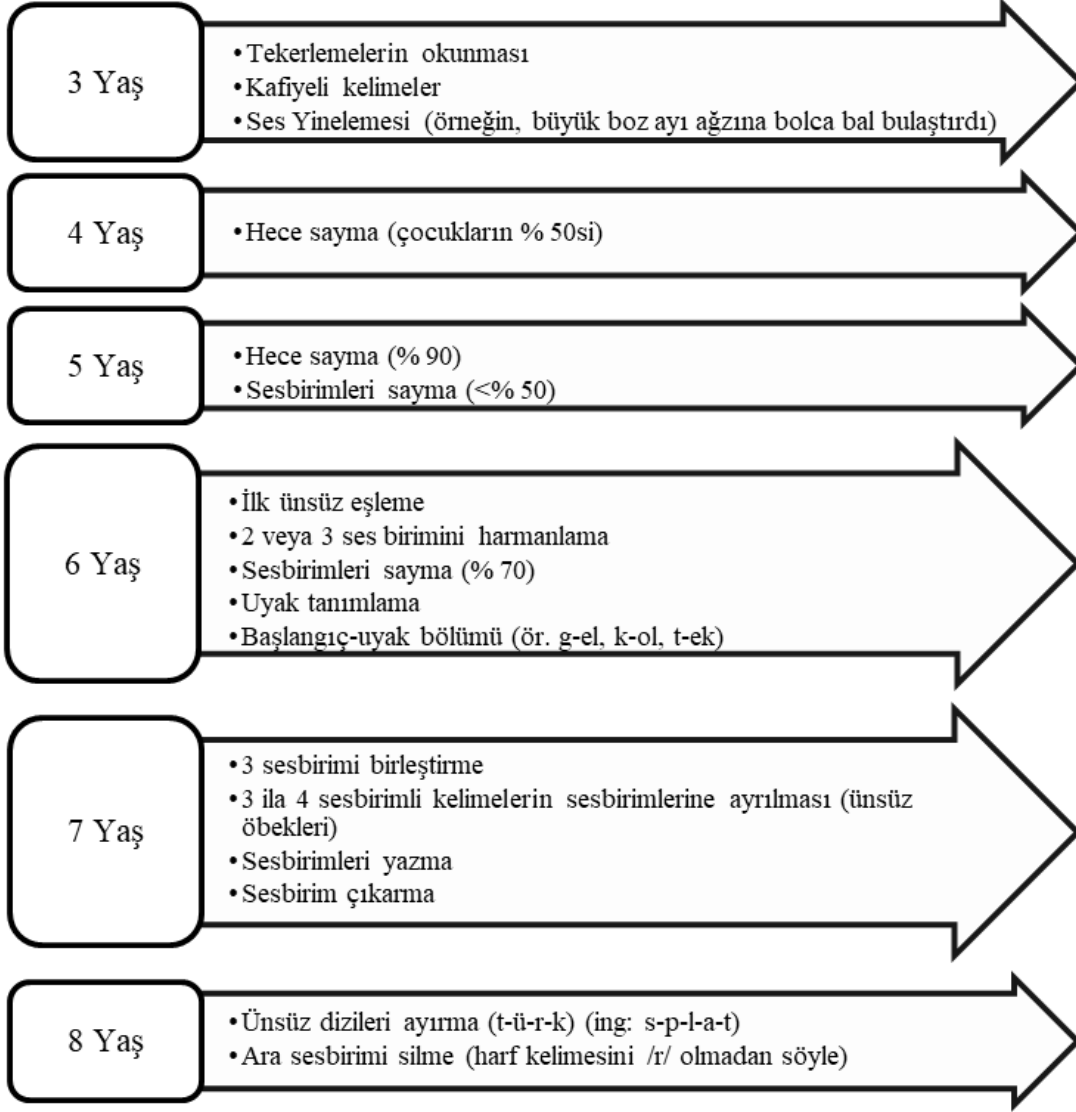 3 Yaş
• Tekerlemelerin okunması
• Kafiyeli kelimeler
• Ses Yinelemesi (örneğin, büyük boz ayı ağzına bolca bal bulaştırdı)
4 Yaş
• Hece sayma (çocukların % 50si)
5 Yaş
• Hece sayma (% 90)
• Sesbirimleri sayma (<% 50)
6 Yaş
• İlk ünsüz eşleme
• 2 veya 3 ses birimini harmanlama
• Sesbirimleri sayma (% 70)
• Uyak tanımlama
• Başlangıç-uyak bölümü (ör. g-el, k-ol, t-ek)
7 Yaş
• 3 sesbirimi birleştirme
• 3 ila 4 sesbirimli kelimelerin sesbirimlerine ayrılması (ünsüz
öbekleri)
• Sesbirimleri yazma
• Sesbirim çıkarma
8 Yaş
• Ünsüz dizileri ayırma (t-ü-r-k) (ing: s-p-l-a-t)
• Ara sesbirimi silme (harf kelimesini /r/ olmadan söyle)